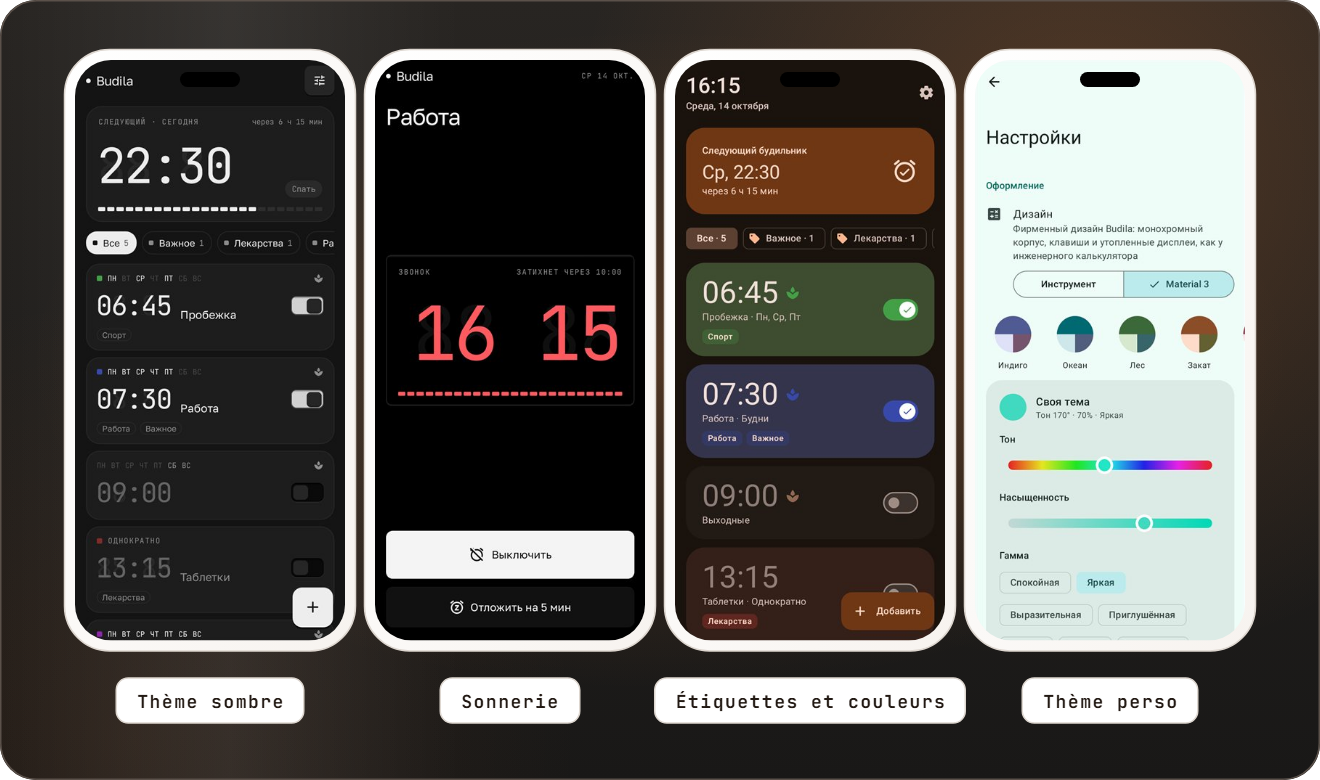 Budila
СЛЕДУЮЩИЙ · СЕГОДНЯ
через 6 ч 15 мин
22:30
Спать
Все 5
Важное 1
Лекарства 1
Ра
ПН ВТ СР ЧТ ПТ СБ ВС
06:45 Пробежка
Спорт
ПН ВТ СР ЧТ ПТ СБ ВС
07:30 Работа
Работа Важное
ПН ВТ СР ЧТ ПТ СБ ВС
09:00
ОДНОКРАТНО
13:15 Таблетки
Лекарства
+
ПН ВТ СР ЧТ ПТ СБ ВС
Thème sombre
Budila
СР 14 ОКТ.
Работа
ЗВОНОК
ЗАТИХНЕТ ЧЕРЕЗ 10:00
16 15
Выключить
Отложить на 5 мин
Sonnerie
16:15
Среда, 14 октября
Следующий будильник
Ср, 22:30
через 6 ч 15 мин
Все · 5
Важное · 1
Лекарства · 1
06:45
Пробежка · Пн, Ср, Пт
Спорт
07:30
Работа · Будни
Работа Важное
09:00
Выходные
13:15
Таблетки · Однократно
Лекарства
+ Добавить
Étiquettes et couleurs
Настройки
Оформление
Дизайн
Фирменный дизайн Budila: монохромный
корпус, клавиши и утопленные дисплеи, как у
инженерного калькулятора
Инструмент
Material 3
Индиго
Океан
Лес
Закат
Своя тема
Тон 170° · 70% · Яркая
Тон
Насыщенность
Гамма
Спокойная
Яркая
Выразительная
Приглушённая
Thème perso